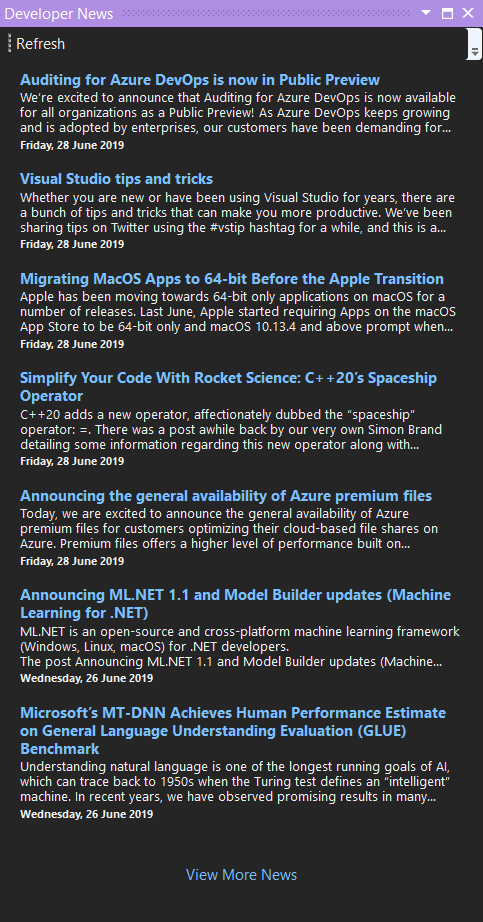 Developer News
Refresh
Auditing for Azure DevOps is now in Public Preview
We’re excited to announce that Auditing for Azure DevOps is now available
for all organizations as a Public Preview! As Azure DevOps keeps growing
and is adopted by enterprises, our customers have been demanding for...
Friday, 28 June 2019
Visual Studio tips and tricks
Whether you are new or have been using Visual Studio for years, there are
a bunch of tips and tricks that can make you more productive. We’ve been
sharing tips on Twitter using the #vstip hashtag for a while, and this is a...
Friday, 28 June 2019
Migrating MacOS Apps to 64-bit Before the Apple Transition
Apple has been moving towards 64-bit only applications on macOS for a
number of releases. Last June, Apple started requiring Apps on the macOS
App Store to be 64-bit only and macOS 10.13.4 and above prompt when...
Friday, 28 June 2019
Simplify Your Code With Rocket Science: C++20’s Spaceship
Operator
C++20 adds a new operator, affectionately dubbed the “spaceship”
operator: =. There was a post awhile back by our very own Simon Brand
detailing some information regarding this new operator along with...
Friday, 28 June 2019
Announcing the general availability of Azure premium files
Today, we are excited to announce the general availability of Azure
premium files for customers optimizing their cloud-based file shares on
Azure. Premium files offers a higher level of performance built on...
Friday, 28 June 2019
Announcing ML.NET 1.1 and Model Builder updates (Machine
Learning for .NET)
ML.NET is an open-source and cross-platform machine learning framework
(Windows, Linux, macOS) for .NET developers.
The post Announcing ML.NET 1.1 and Model Builder updates (Machine...
Wednesday, 26 June 2019
Microsoft’s MT-DNN Achieves Human Performance Estimate
on General Language Understanding Evaluation (GLUE)
Benchmark
Understanding natural language is one of the longest running goals of AI,
which can trace back to 1950s when the Turing test defines an “intelligent”
machine. In recent years, we have observed promising results in many...
Wednesday, 26 June 2019
View More News